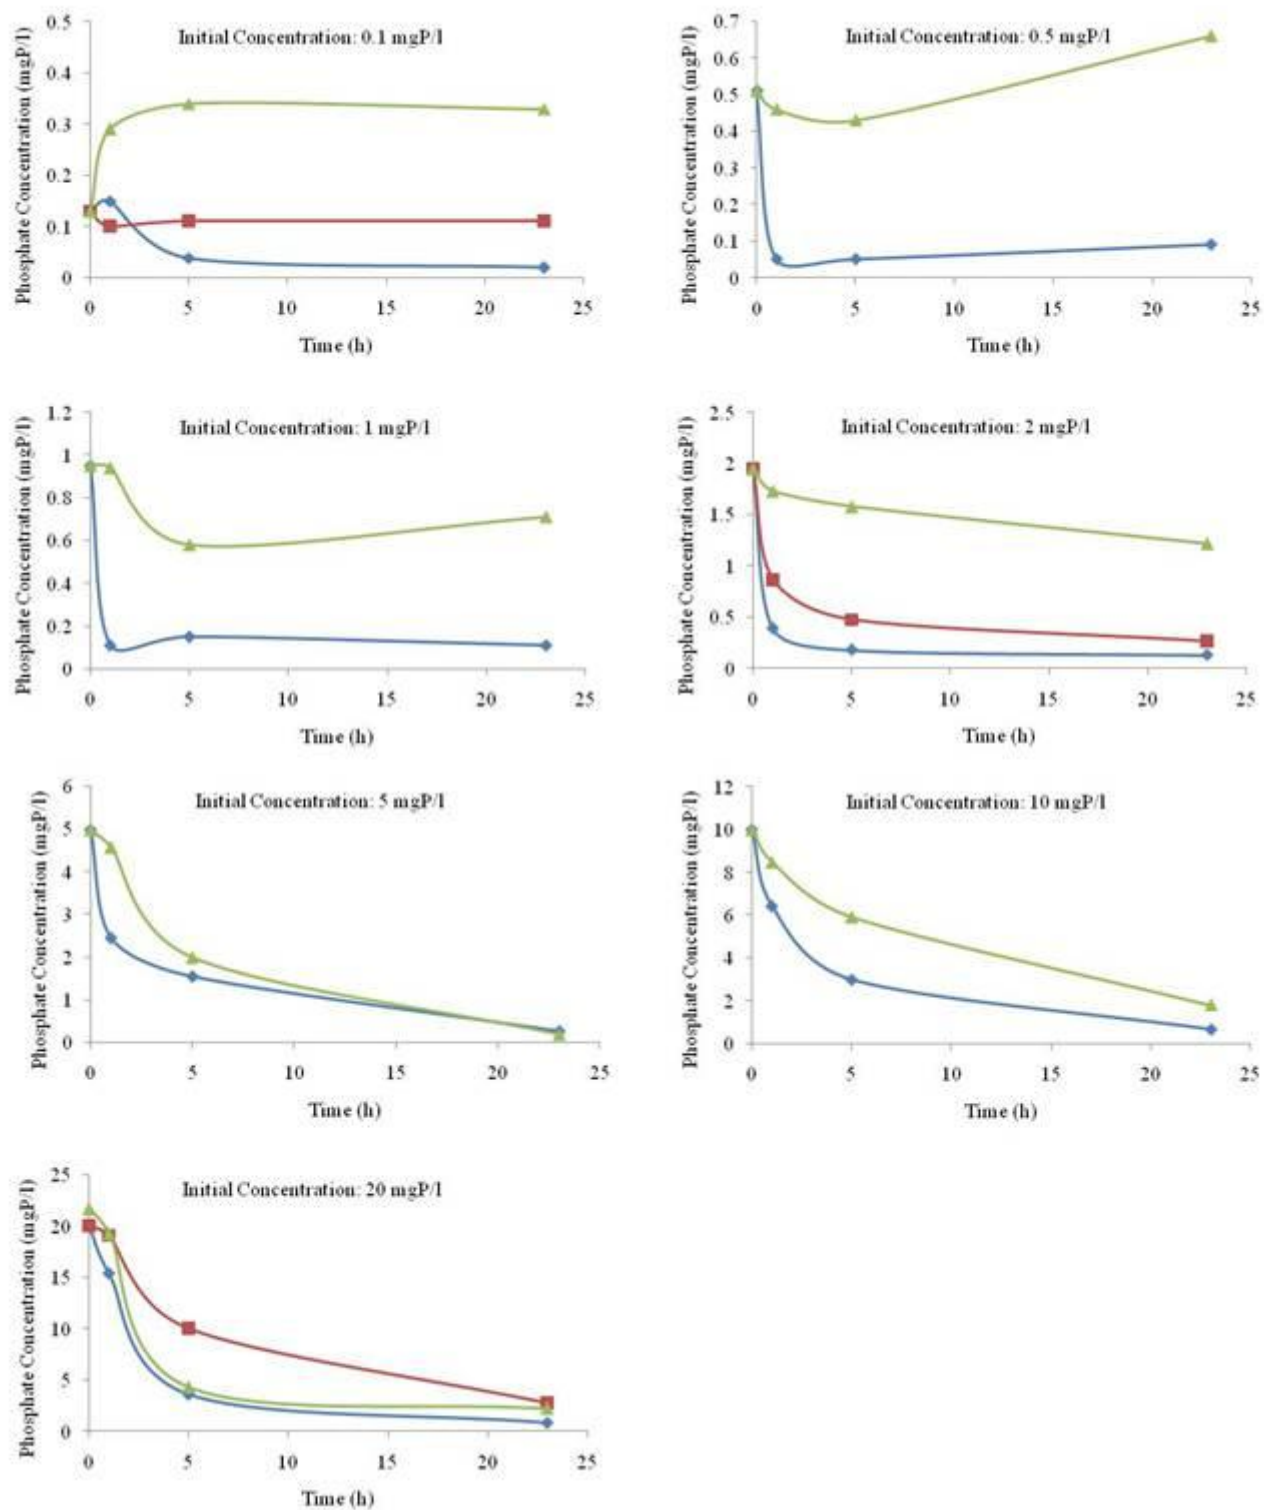 Initial Concentration: 0.1 mgP/l
Phosphate Concentration (mgP/l)
0.5
0.4
0.3
0.2
0.1
0
0 5 10 15 20 25
Time (h)
Initial Concentration: 0.5 mgP/l
Phosphate Concentration (mgP/l)
0.7
0.6
0.5
0.4
0.3
0.2
0.1
0
0 5 10 15 20 25
Time (h)
Initial Concentration: 1 mgP/l
Phosphate Concentration (mgP/l)
1.2
1
0.8
0.6
0.4
0.2
0
0 5 10 15 20 25
Time (h)
Initial Concentration: 2 mgP/l
Phosphate Concentration (mgP/l)
2.5
2
1.5
1
0.5
0
0 5 10 15 20 25
Time (h)
Initial Concentration: 5 mgP/l
Phosphate Concentration (mgP/l)
6
5
4
3
2
1
0
0 5 10 15 20 25
Time (h)
Initial Concentration: 10 mgP/l
Phosphate Concentration (mgP/l)
12
10
8
6
4
2
0
0 5 10 15 20 25
Time (h)
Initial Concentration: 20 mgP/l
Phosphate Concentration (mgP/l)
25
20
15
10
5
0
0 5 10 15 20 25
Time (h)